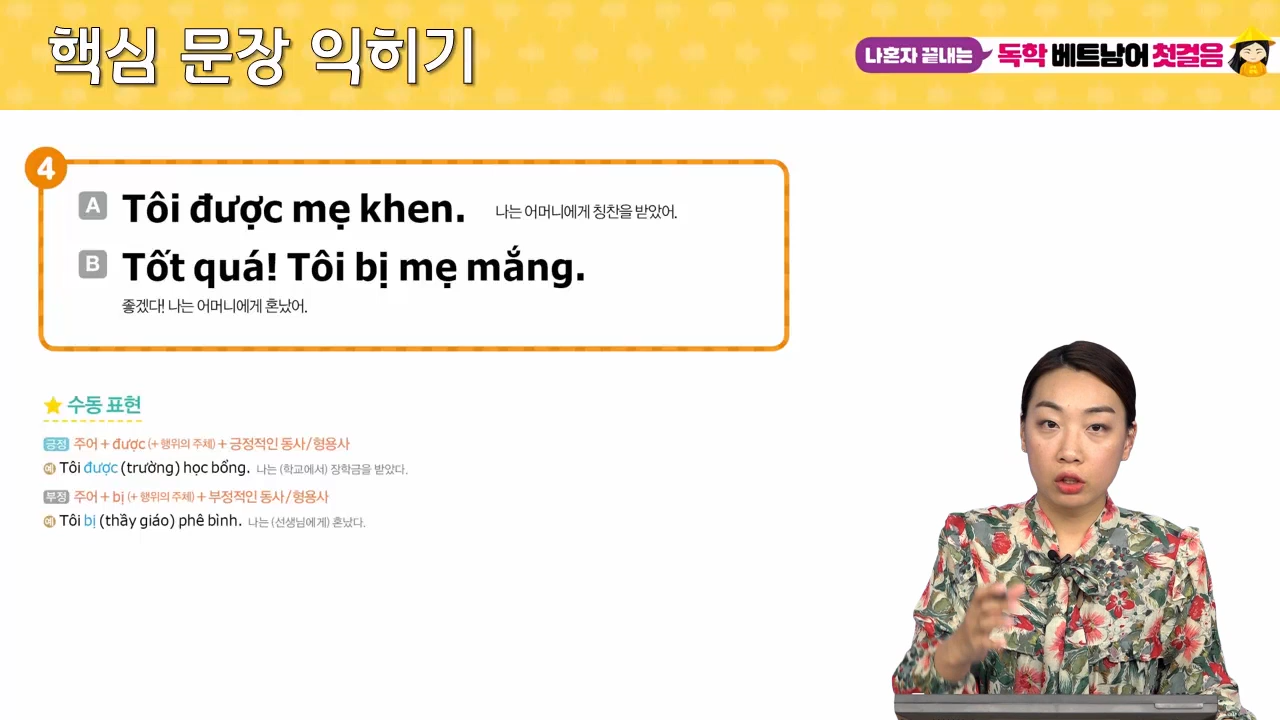 핵심 문장 익히기
나혼자 끝내는 독학 베트남어 첫걸음
4
A Tôi được mẹ khen. 나는 어머니에게 칭찬을 받았어.
B Tốt quá! Tôi bị mẹ mắng.
좋겠다! 나는 어머니에게 혼났어.
수동 표현
긍정 주어 + được (+ 행위의 주체) + 긍정적인 동사/형용사
예 Tôi được (trường) học bổng. 나는 (학교에서) 장학금을 받았다.
부정 주어 + bị (+ 행위의 주체) + 부정적인 동사/형용사
예 Tôi bị (thầy giáo) phê bình. 나는 (선생님에게) 혼났다.